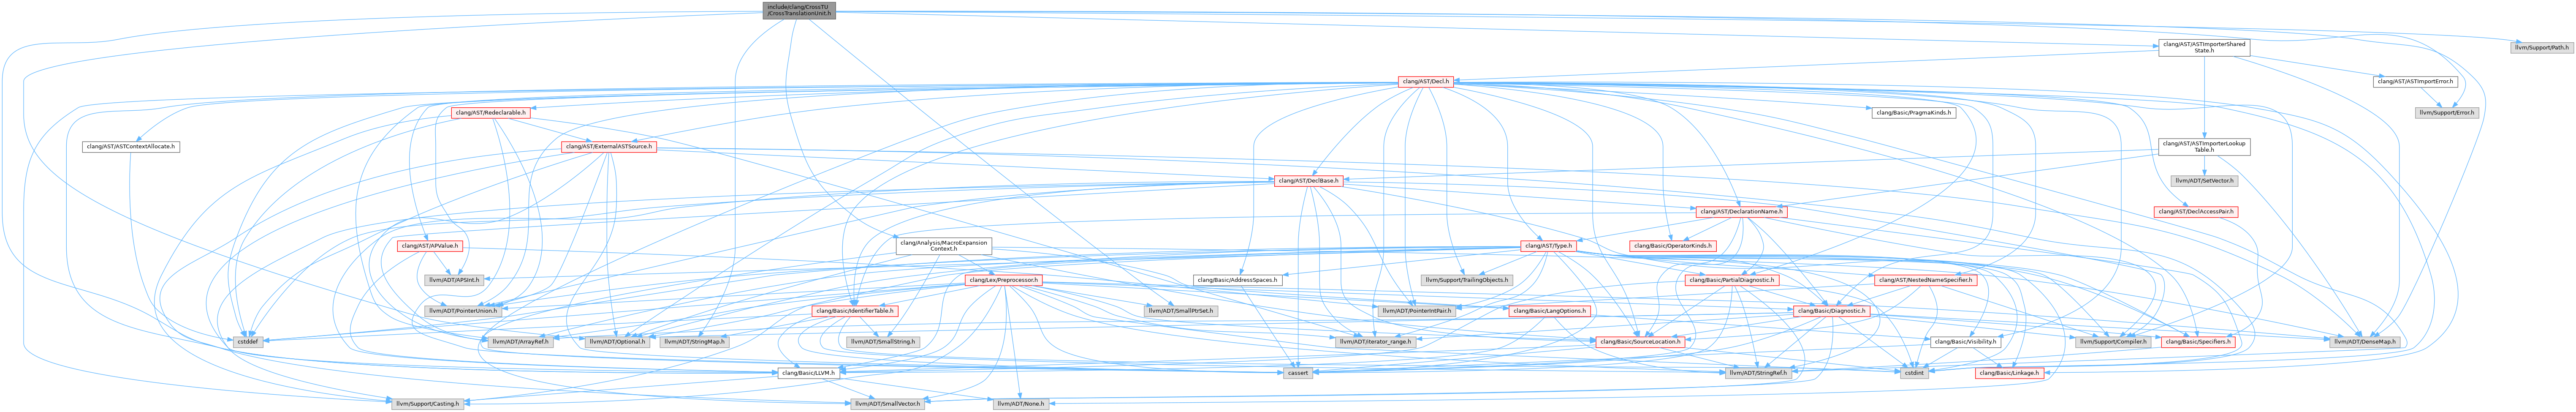 include/clang/CrossTU
/CrossTranslationUnit.h
clang/AST/ASTImporterShared
State.h
llvm/Support/Path.h
clang/AST/Decl.h
clang/AST/ASTImportError.h
clang/AST/Redeclarable.h
clang/Basic/PragmaKinds.h
llvm/Support/Error.h
clang/AST/ASTContextAllocate.h
clang/AST/ExternalASTSource.h
clang/AST/ASTImporterLookup
Table.h
clang/AST/DeclBase.h
llvm/ADT/SetVector.h
clang/AST/DeclarationName.h
clang/AST/DeclAccessPair.h
clang/AST/APValue.h
clang/Analysis/MacroExpansion
Context.h
clang/AST/Type.h
clang/Basic/OperatorKinds.h
llvm/ADT/APSInt.h
clang/Lex/Preprocessor.h
clang/Basic/AddressSpaces.h
llvm/Support/TrailingObjects.h
clang/Basic/PartialDiagnostic.h
clang/AST/NestedNameSpecifier.h
llvm/ADT/PointerUnion.h
clang/Basic/IdentifierTable.h
llvm/ADT/SmallPtrSet.h
llvm/ADT/PointerIntPair.h
clang/Basic/LangOptions.h
clang/Basic/Diagnostic.h
cstddef
llvm/ADT/ArrayRef.h
llvm/ADT/Optional.h
llvm/ADT/StringMap.h
llvm/ADT/SmallString.h
llvm/ADT/iterator_range.h
clang/Basic/SourceLocation.h
clang/Basic/Visibility.h
llvm/Support/Compiler.h
clang/Basic/Specifiers.h
llvm/ADT/DenseMap.h
clang/Basic/LLVM.h
cassert
llvm/ADT/StringRef.h
cstdint
clang/Basic/Linkage.h
llvm/Support/Casting.h
llvm/ADT/SmallVector.h
llvm/ADT/None.h